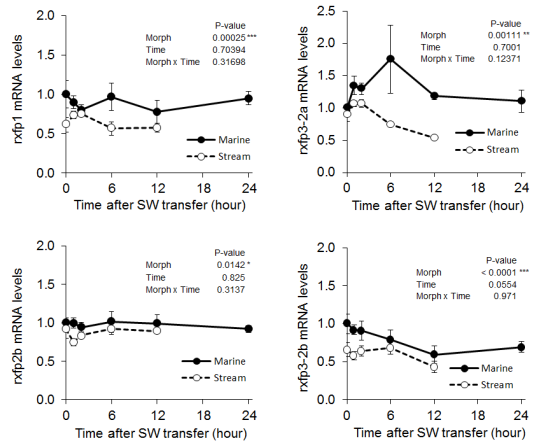 P-value
Morph 0.00025 ***
Time 0.70394
Morph x Time 0.31698
2.0
1.5
1.0
0.5
0.0
rxfp1 mRNA levels
Marine
Stream
0 6 12 18 24
Time after SW transfer (hour)
P-value
Morph 0.00111 **
Time 0.7001
Morph x Time 0.12371
2.5
2.0
1.5
1.0
0.5
0.0
rxfp3-2a mRNA levels
Marine
Stream
0 6 12 18 24
Time after SW transfer (hour)
P-value
Morph 0.0142 *
Time 0.825
Morph x Time 0.3137
2.0
1.5
1.0
0.5
0.0
rxfp2b mRNA levels
Marine
Stream
0 6 12 18 24
Time after SW transfer (hour)
P-value
Morph < 0.0001 ***
Time 0.0554
Morph x Time 0.971
2.0
1.5
1.0
0.5
0.0
rxfp3-2b mRNA levels
Marine
Stream
0 6 12 18 24
Time after SW transfer (hour)